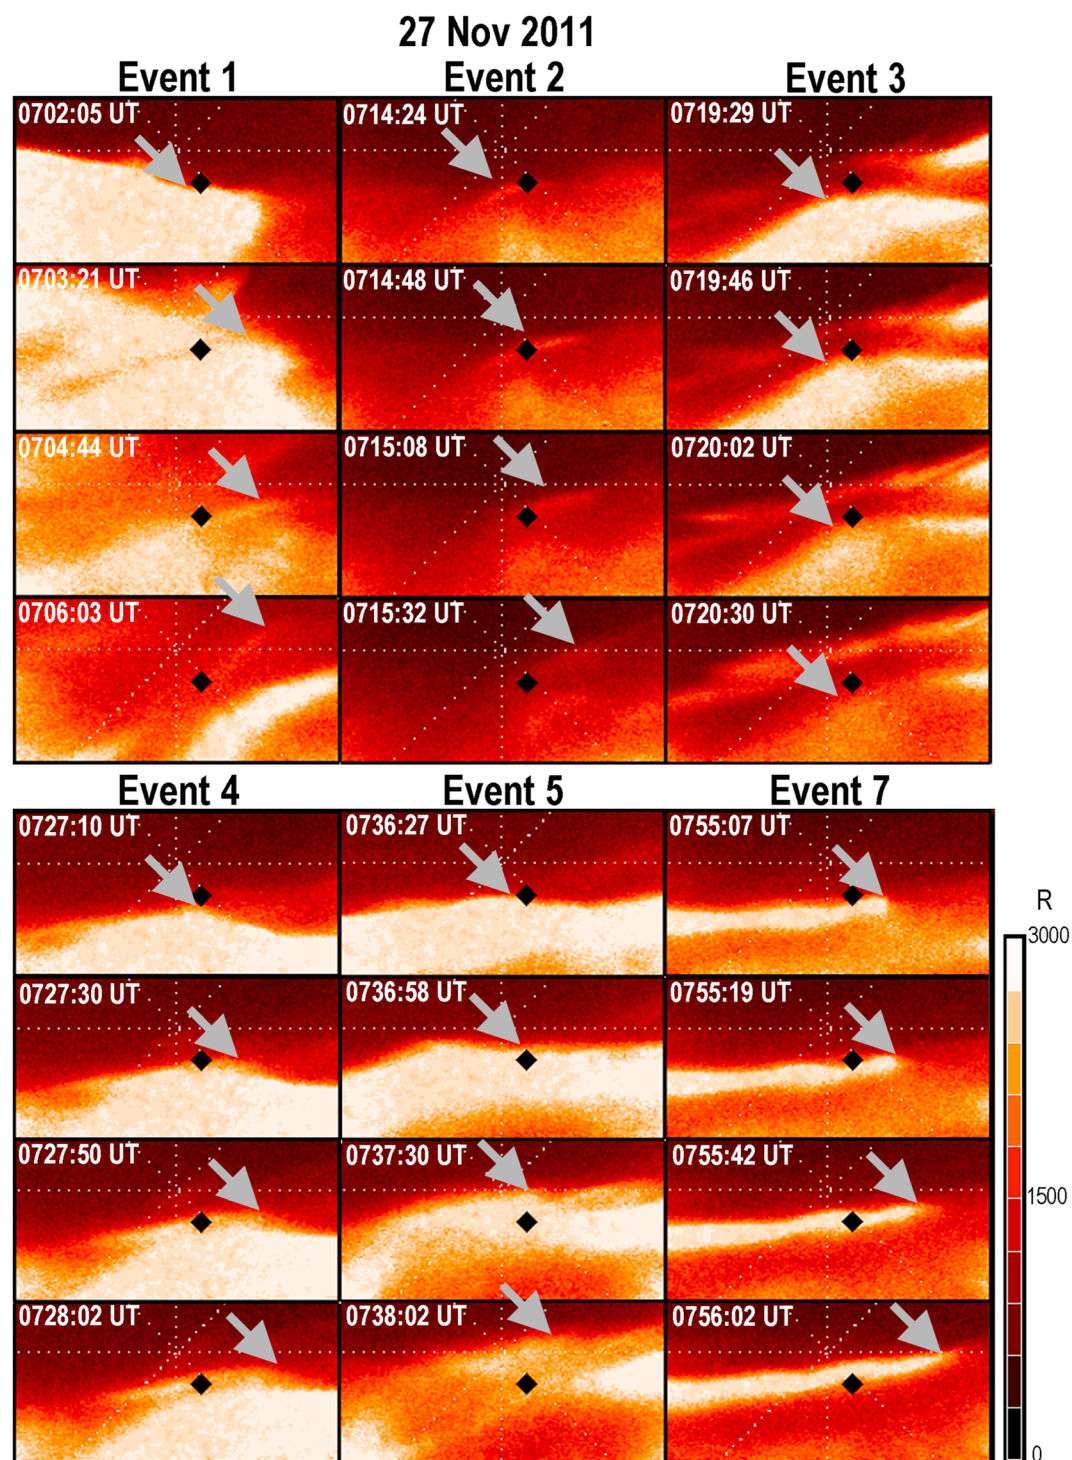 27 Nov 2011
Event 1 Event 2 Event 3
0702:05 UT 0714:24 UT 0719:29 UT
0703:21 UT 0714:48 UT 0719:46 UT
0704:44 UT 0715:08 UT 0720:02 UT
0706:03 UT 0715:32 UT 0720:30 UT
Event 4 Event 5 Event 7
0727:10 UT 0736:27 UT 0755:07 UT
R
3000
0727:30 UT 0736:58 UT 0755:19 UT
0727:50 UT 0737:30 UT 0755:42 UT
1500
0728:02 UT 0738:02 UT 0756:02 UT
0